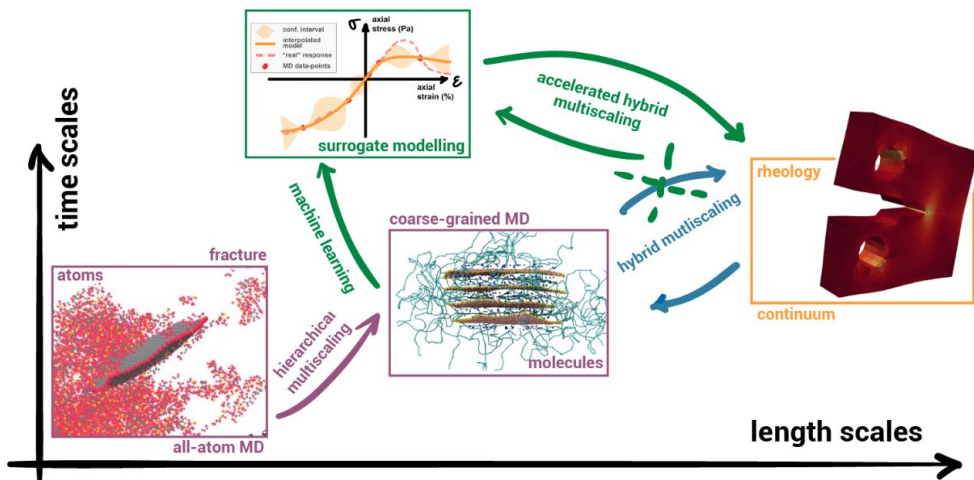 conf. interval
interpolated
model
"real" response
MD data-points
σ
axial
stress (Pa)
ε
axial
strain (%)
surrogate modelling
accelerated hybrid
multiscaling
time scales
machine learning
coarse-grained MD
hybrid mutliscaling
rheology
fracture
atoms
hierarchical
multiscaling
molecules
continuum
all-atom MD
length scales